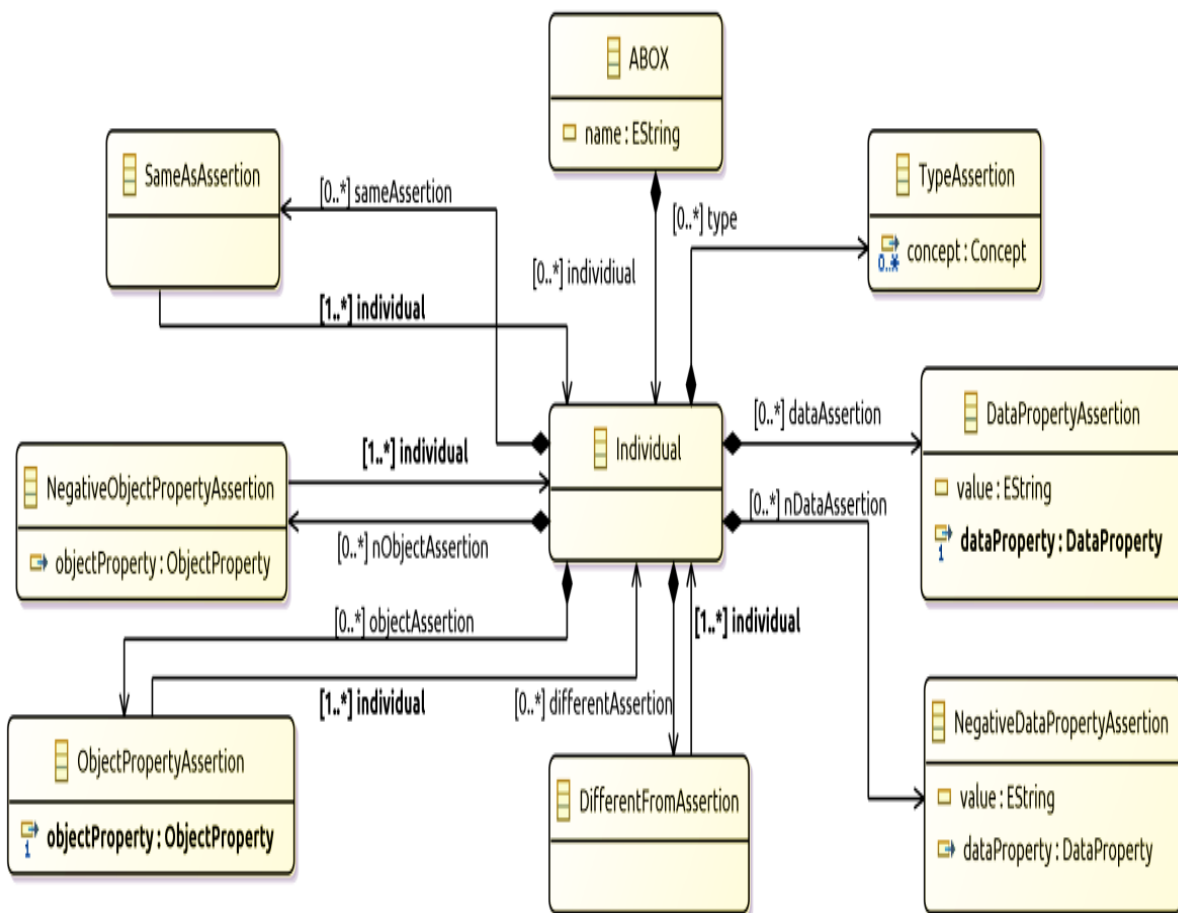 ABOX
name : EString
SameAsAssertion
[0..*] sameAssertion
[0..*] type
TypeAssertion
0..*
concept : Concept
[0..*] individiual
[1..*] individual
Individual
[0..*] dataAssertion
DataPropertyAssertion
value : EString
1
dataProperty : DataProperty
[1..*] individual
NegativeObjectPropertyAssertion
objectProperty : ObjectProperty
[0..*] nObjectAssertion
[0..*] nDataAssertion
[0..*] objectAssertion
[1..*] individual
[1..*] individual
[0..*] differentAssertion
ObjectPropertyAssertion
1
objectProperty : ObjectProperty
DifferentFromAssertion
NegativeDataPropertyAssertion
value : EString
dataProperty : DataProperty